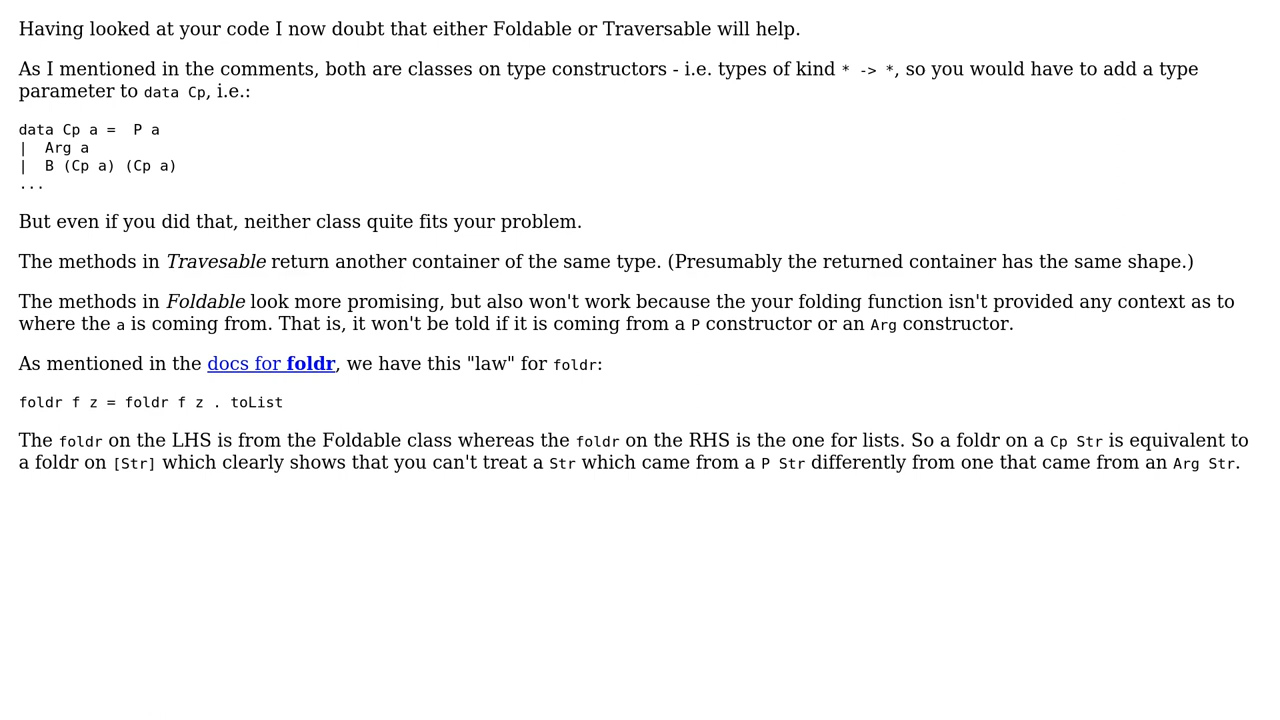 Having looked at your code I now doubt that either Foldable or Traversable will help.
As I mentioned in the comments, both are classes on type constructors - i.e. types of kind * -> *, so you would have to add a type
parameter to data Cp, i.e.:
data Cp a =  P a
|  Arg a
|  B (Cp a) (Cp a)
...
But even if you did that, neither class quite fits your problem.
The methods in Travesable return another container of the same type. (Presumably the returned container has the same shape.)
The methods in Foldable look more promising, but also won't work because the your folding function isn't provided any context as to
where the a is coming from. That is, it won't be told if it is coming from a P constructor or an Arg constructor.
As mentioned in the docs for foldr, we have this "law" for foldr:
foldr f z = foldr f z . toList
The foldr on the LHS is from the Foldable class whereas the foldr on the RHS is the one for lists. So a foldr on a Cp Str is equivalent to
a foldr on [Str] which clearly shows that you can't treat a Str which came from a P Str differently from one that came from an Arg Str.